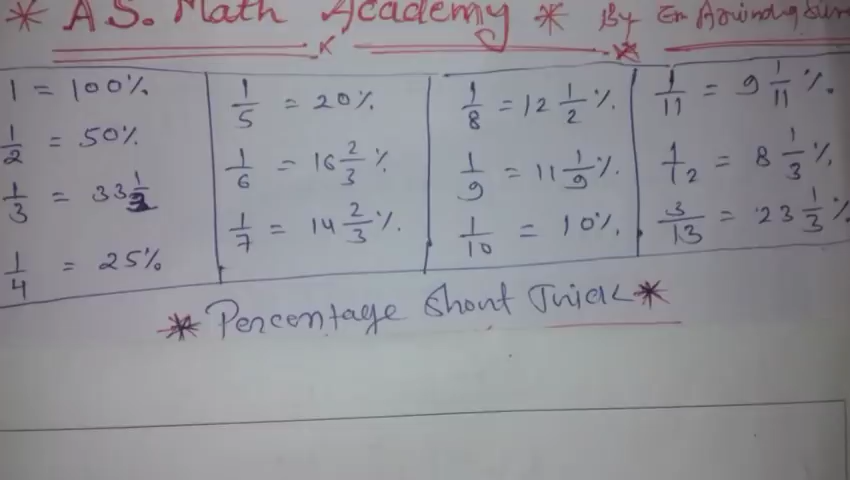 * A.S. Math Academy * By Er
1 = 100%
1/2 = 50%
1/3 = 33 1/3
1/4 = 25%
1/5 = 20%
1/6 = 16 2/3 %
1/7 = 14 2/3 %.
1/8 = 12 1/2 %.
1/9 = 11 1/9 %.
1/10 = 10%.
1/11 = 9 1/11 %.
1/12 = 8 1/3 %.
3/13 = 23 1/3 %
* Percentage Short Trick *